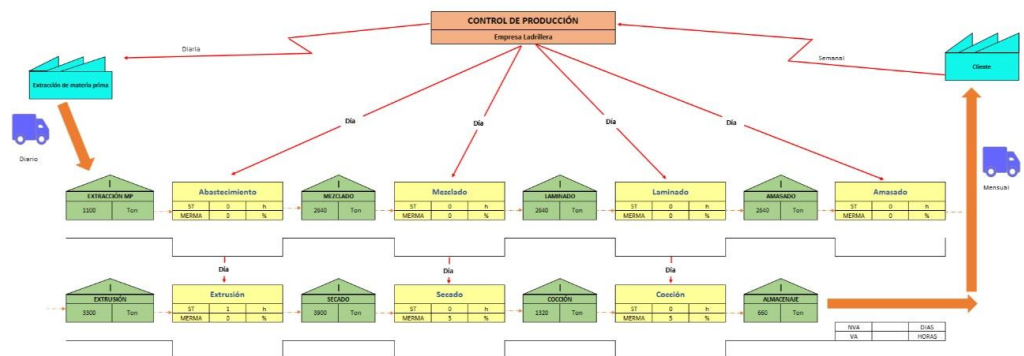 CONTROL DE PRODUCCIÓN
Empresa Ladrillera
Diaria
Semanal
Extracción de materia prima
Cliente
Diario
Mensual
Día
Día
Día
Día
I
EXTRACCIÓN MP
1100 Ton
Abastecimiento
ST 0 h
MERMA 0 %
I
MEZCLADO
2640 Ton
Mezclado
ST 0 h
MERMA 0 %
I
LAMINADO
2640 Ton
Laminado
ST 0 h
MERMA 0 %
I
AMASADO
2640 Ton
Amasado
ST 0 h
MERMA 0 %
Día
Día
Día
I
EXTRUSIÓN
3300 Ton
Extrusión
ST 1 h
MERMA 0 %
I
SECADO
3900 Ton
Secado
ST 0 h
MERMA 5 %
I
COCCIÓN
1320 Ton
Cocción
ST 0 h
MERMA 5 %
I
ALMACENAJE
660 Ton
NVA DIAS
VA HORAS